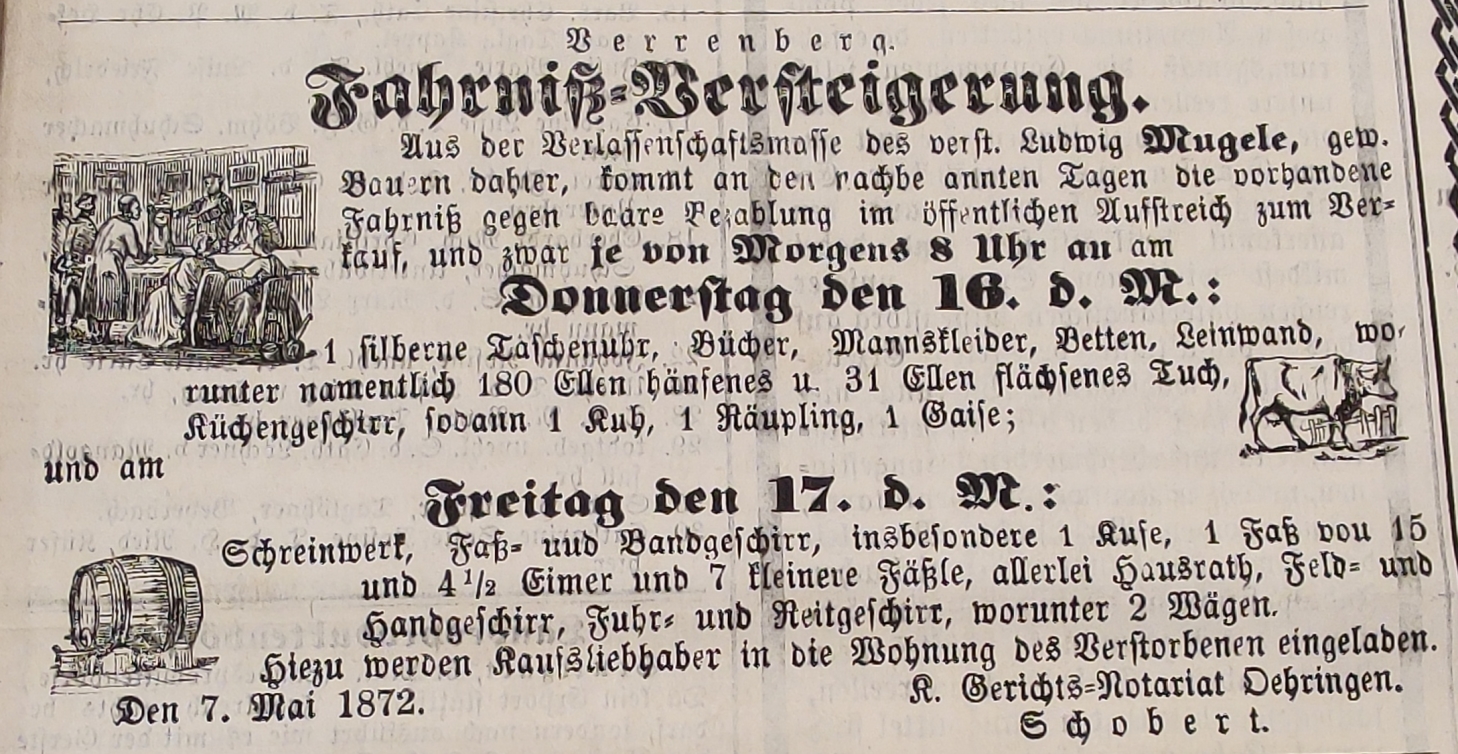 Verrenberg.
Fahrniß-Versteigerung.
Aus der Verlassenschaftsmasse des verst. Ludwig Mugele, gew.
Bauern dahier, kommt an den nachbenannten Tagen die vorhandene
Fahrniß gegen baare Bezahlung im öffentlichen Aufstreich zum Ver-
kauf, und zwar je von Morgens 8 Uhr an am
Donnerstag den 16. d. M.:
1 silberne Taschenuhr, Bücher, Mannskleider, Betten, Leinwand, wo-
runter namentlich 180 Ellen hänfenes u. 31 Ellen flächsenes Tuch,
Küchengeschirr, sodann 1 Kuh, 1 Räupling, 1 Gaise;
und am
Freitag den 17. d. M.:
Schreinwerk, Faß- und Bandgeschirr, insbesondere 1 Kufe, 1 Faß vou 15
und 4 1/2 Eimer und 7 kleinere Fäßle, allerlei Hausrath, Feld- und
Handgeschirr, Fuhr- und Reitgeschirr, worunter 2 Wägen.
Hiezu werden Kaufsliebhaber in die Wohnung des Verstorbenen eingeladen.
Den 7. Mai 1872.
K. Gerichts-Notariat Oehringen.
Schobert.